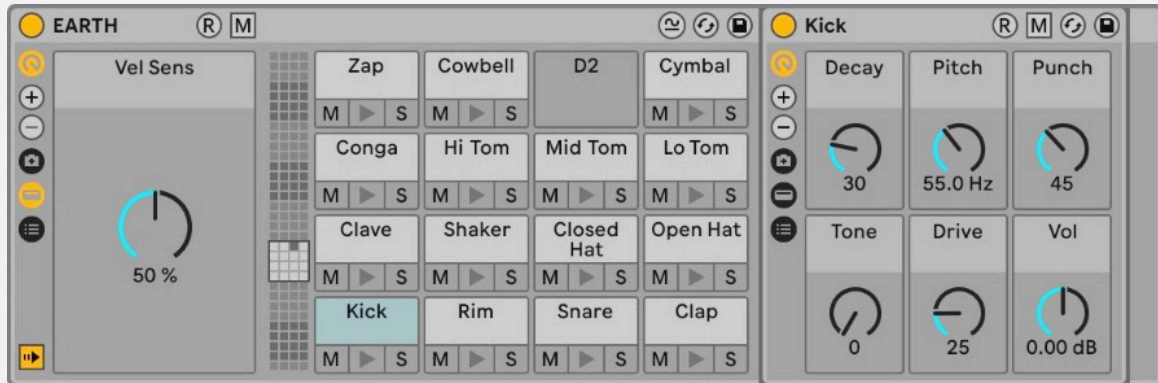 EARTH R M
Kick R M
Vel Sens
50 %
Zap Cowbell D2 Cymbal
M S M S M S
Conga Hi Tom Mid Tom Lo Tom
M S M S M S M S
Clave Shaker Closed Open Hat
Hat
M S M S M S M S
Kick Rim Snare Clap
M S M S M S M S
Decay Pitch Punch
30 55.0 Hz 45
Tone Drive Vol
0 25 0.00 dB